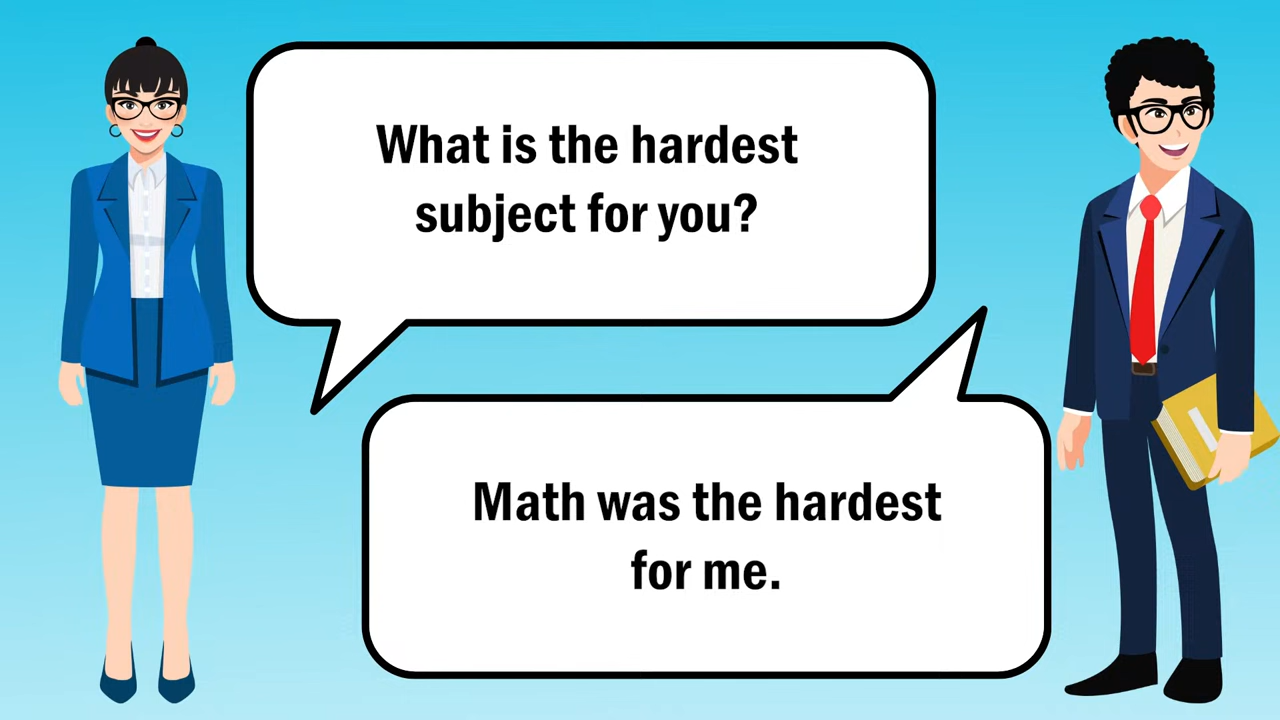 What is the hardest
subject for you?
Math was the hardest
for me.